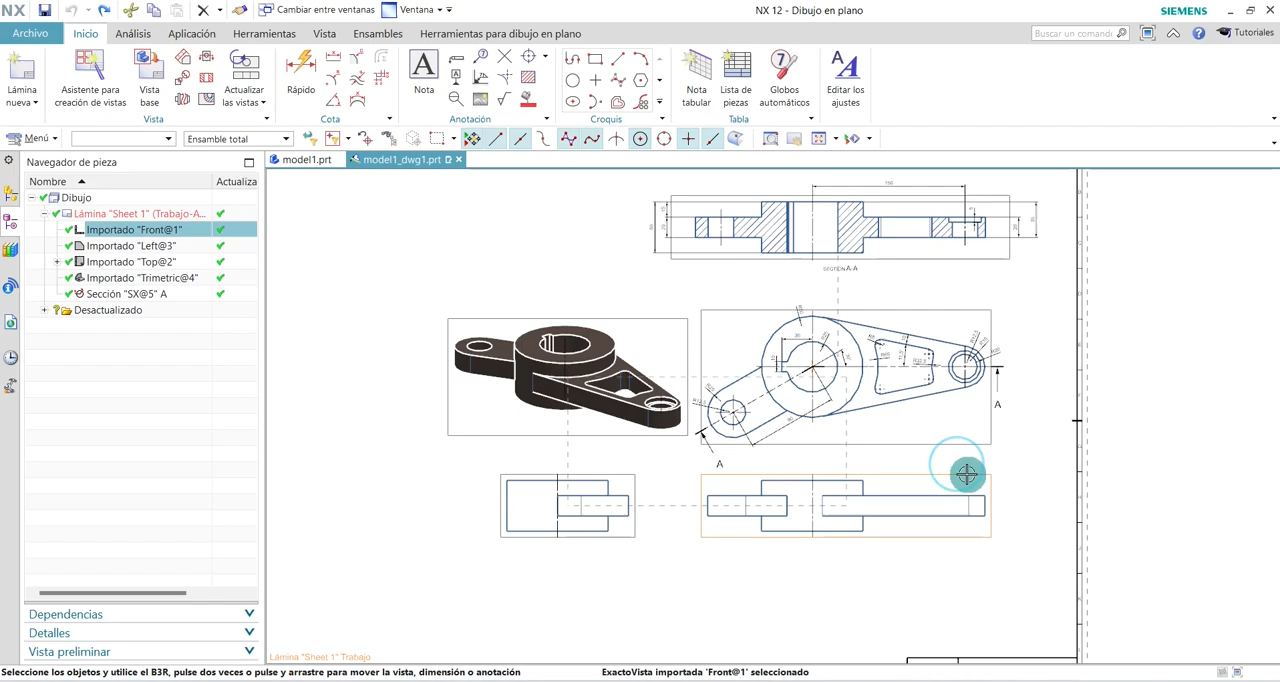 NX
Cambiar entre ventanas
Ventana
NX 12 - Dibujo en plano
SIEMENS
Archivo
Inicio
Análisis
Aplicación
Herramientas
Vista
Ensambles
Herramientas para dibujo en plano
Buscar un comando
Tutoriales
Lámina nueva
Asistente para creación de vistas
Vista base
Actualizar las vistas
Rápido
Nota
Nota tabular
Lista de piezas
Globos automáticos
Editar los ajustes
Vista
Cota
Anotación
Croquis
Tabla
Menú
Ensamble total
Navegador de pieza
model1.prt
model1_dwg1.prt
Nombre
Actualiza
Dibujo
Lámina "Sheet 1" (Trabajo-A...
Importado "Front@1"
Importado "Left@3"
Importado "Top@2"
Importado "Trimetric@4"
Sección "SX@5" A
Desactualizado
SECTION A-A
A
A
Dependencias
Detalles
Vista preliminar
Lámina "Sheet 1" Trabajo
Seleccione los objetos y utilice el B3R, pulse dos veces o pulse y arrastre para mover la vista, dimensión o anotación
ExactoVista importada 'Front@1' seleccionado